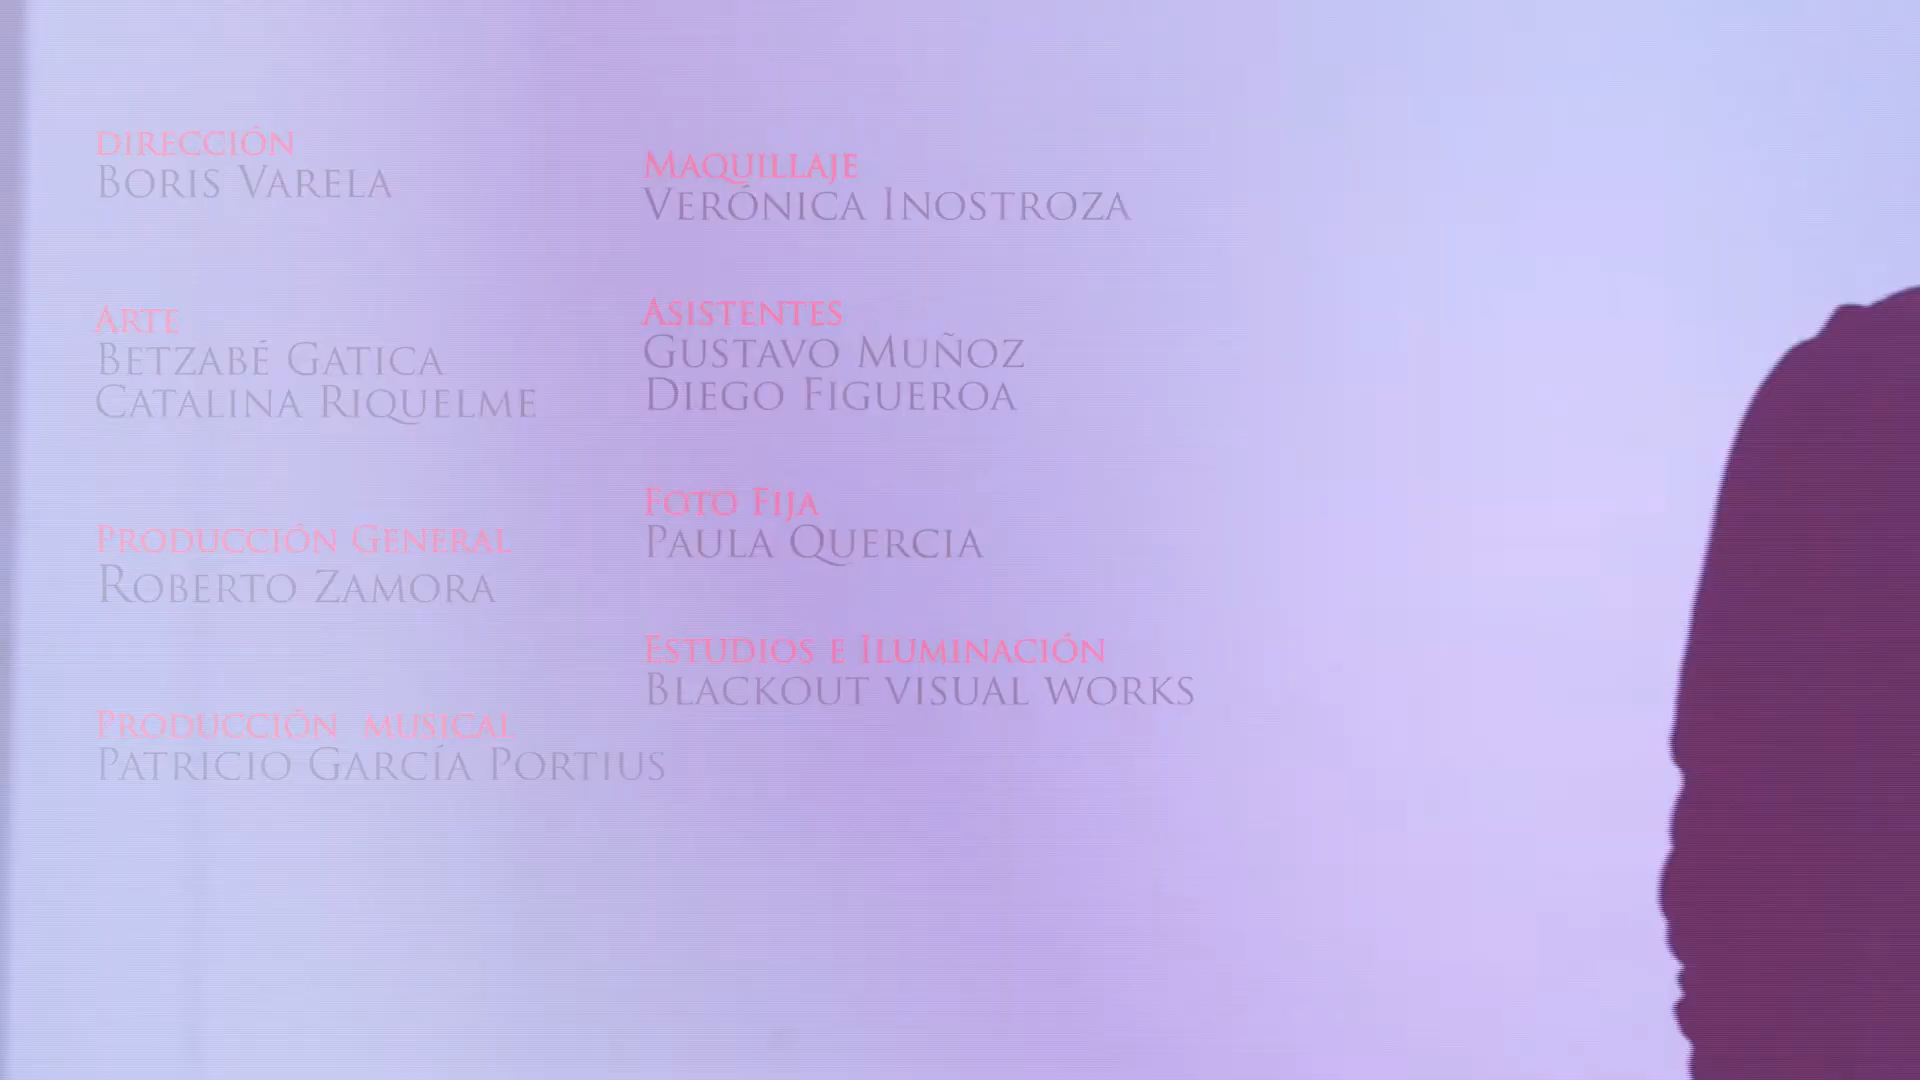 DIRECCIÓN
BORIS VARELA
ARTE
BETZABÉ GATICA
CATALINA RIQUELME
PRODUCCIÓN GENERAL
ROBERTO ZAMORA
PRODUCCIÓN MUSICAL
PATRICIO GARCÍA PORTIUS
MAQUILLAJE
VERÓNICA INOSTROZA
ASISTENTES
GUSTAVO MUÑOZ
DIEGO FIGUEROA
FOTO FIJA
PAULA QUERCIA
ESTUDIOS E ILUMINACIÓN
BLACKOUT VISUAL WORKS